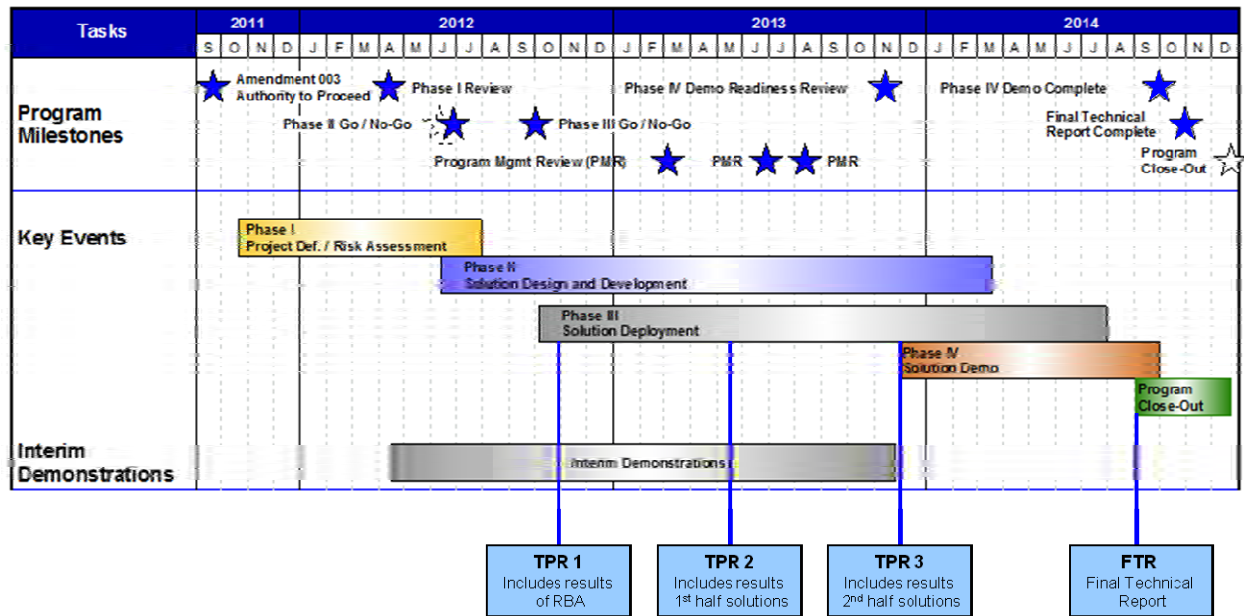 Tasks
2011
2012
2013
2014
S O N D J F M A M J J A S O N D J F M A M J J A S O N D J F M A M J J A S O N D
Program
Milestones
Amendment 003
Authority to Proceed
Phase I Review
Phase IV Demo Readiness Review
Phase IV Demo Complete
Phase II Go / No-Go
Phase III Go / No-Go
Final Technical
Report Complete
Program Mgmt Review (PMR)
PMR
PMR
Program
Close-Out
Key Events
Phase I
Project Def. / Risk Assessment
Phase II
Solution Design and Development
Phase III
Solution Deployment
Phase IV
Solution Demo
Program
Close-Out
Interim
Demonstrations
Interim Demonstrations
TPR 1
Includes results
of RBA
TPR 2
Includes results
1st half solutions
TPR 3
Includes results
2nd half solutions
FTR
Final Technical
Report